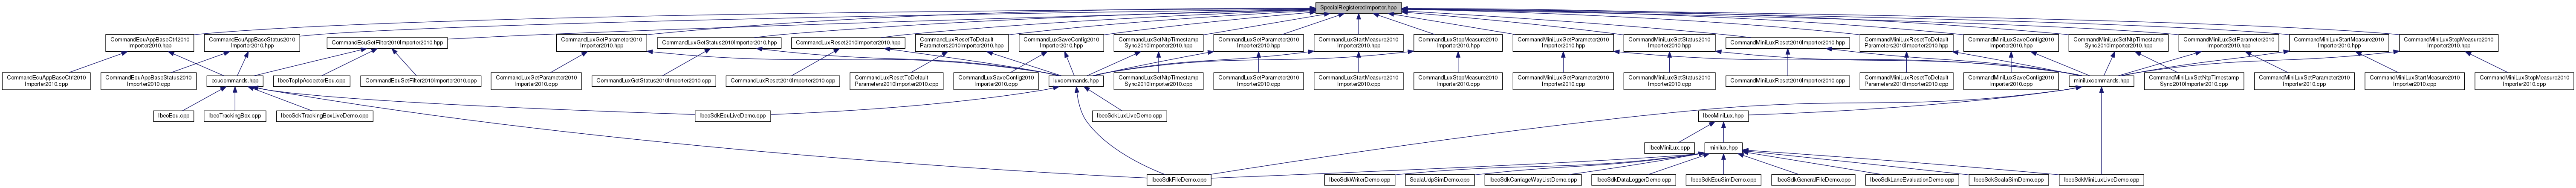 SpecialRegisteredImporter.hpp
CommandEcuAppBaseCtrl2010
Importer2010.hpp
CommandEcuAppBaseStatus2010
Importer2010.hpp
CommandEcuSetFilter2010Importer2010.hpp
CommandLuxGetParameter2010
Importer2010.hpp
CommandLuxGetStatus2010Importer2010.hpp
CommandLuxReset2010Importer2010.hpp
CommandLuxResetToDefault
Parameters2010Importer2010.hpp
CommandLuxSaveConfig2010
Importer2010.hpp
CommandLuxSetNtpTimestamp
Sync2010Importer2010.hpp
CommandLuxSetParameter2010
Importer2010.hpp
CommandLuxStartMeasure2010
Importer2010.hpp
CommandLuxStopMeasure2010
Importer2010.hpp
CommandMiniLuxGetParameter2010
Importer2010.hpp
CommandMiniLuxGetStatus2010
Importer2010.hpp
CommandMiniLuxReset2010Importer2010.hpp
CommandMiniLuxResetToDefault
Parameters2010Importer2010.hpp
CommandMiniLuxSaveConfig2010
Importer2010.hpp
CommandMiniLuxSetNtpTimestamp
Sync2010Importer2010.hpp
CommandMiniLuxSetParameter2010
Importer2010.hpp
CommandMiniLuxStartMeasure2010
Importer2010.hpp
CommandMiniLuxStopMeasure2010
Importer2010.hpp
CommandEcuAppBaseCtrl2010
Importer2010.cpp
CommandEcuAppBaseStatus2010
Importer2010.cpp
ecucommands.hpp
IbeoTcpIpAcceptorEcu.cpp
CommandEcuSetFilter2010Importer2010.cpp
CommandLuxGetParameter2010
Importer2010.cpp
CommandLuxGetStatus2010Importer2010.cpp
CommandLuxReset2010Importer2010.cpp
CommandLuxResetToDefault
Parameters2010Importer2010.cpp
CommandLuxSaveConfig2010
Importer2010.cpp
luxcommands.hpp
CommandLuxSetNtpTimestamp
Sync2010Importer2010.cpp
CommandLuxSetParameter2010
Importer2010.cpp
CommandLuxStartMeasure2010
Importer2010.cpp
CommandLuxStopMeasure2010
Importer2010.cpp
CommandMiniLuxGetParameter2010
Importer2010.cpp
CommandMiniLuxGetStatus2010
Importer2010.cpp
CommandMiniLuxReset2010Importer2010.cpp
CommandMiniLuxResetToDefault
Parameters2010Importer2010.cpp
CommandMiniLuxSaveConfig2010
Importer2010.cpp
miniluxcommands.hpp
CommandMiniLuxSetNtpTimestamp
Sync2010Importer2010.cpp
CommandMiniLuxSetParameter2010
Importer2010.cpp
CommandMiniLuxStartMeasure2010
Importer2010.cpp
CommandMiniLuxStopMeasure2010
Importer2010.cpp
IbeoEcu.cpp
IbeoTrackingBox.cpp
IbeoSdkTrackingBoxLiveDemo.cpp
IbeoSdkEcuLiveDemo.cpp
IbeoSdkLuxLiveDemo.cpp
IbeoMiniLux.hpp
IbeoMiniLux.cpp
minilux.hpp
IbeoSdkFileDemo.cpp
IbeoSdkWriterDemo.cpp
ScalaUdpSimDemo.cpp
IbeoSdkCarriageWayListDemo.cpp
IbeoSdkDataLoggerDemo.cpp
IbeoSdkEcuSimDemo.cpp
IbeoSdkGeneralFileDemo.cpp
IbeoSdkLaneEvaluationDemo.cpp
IbeoSdkScalaSimDemo.cpp
IbeoSdkMiniLuxLiveDemo.cpp